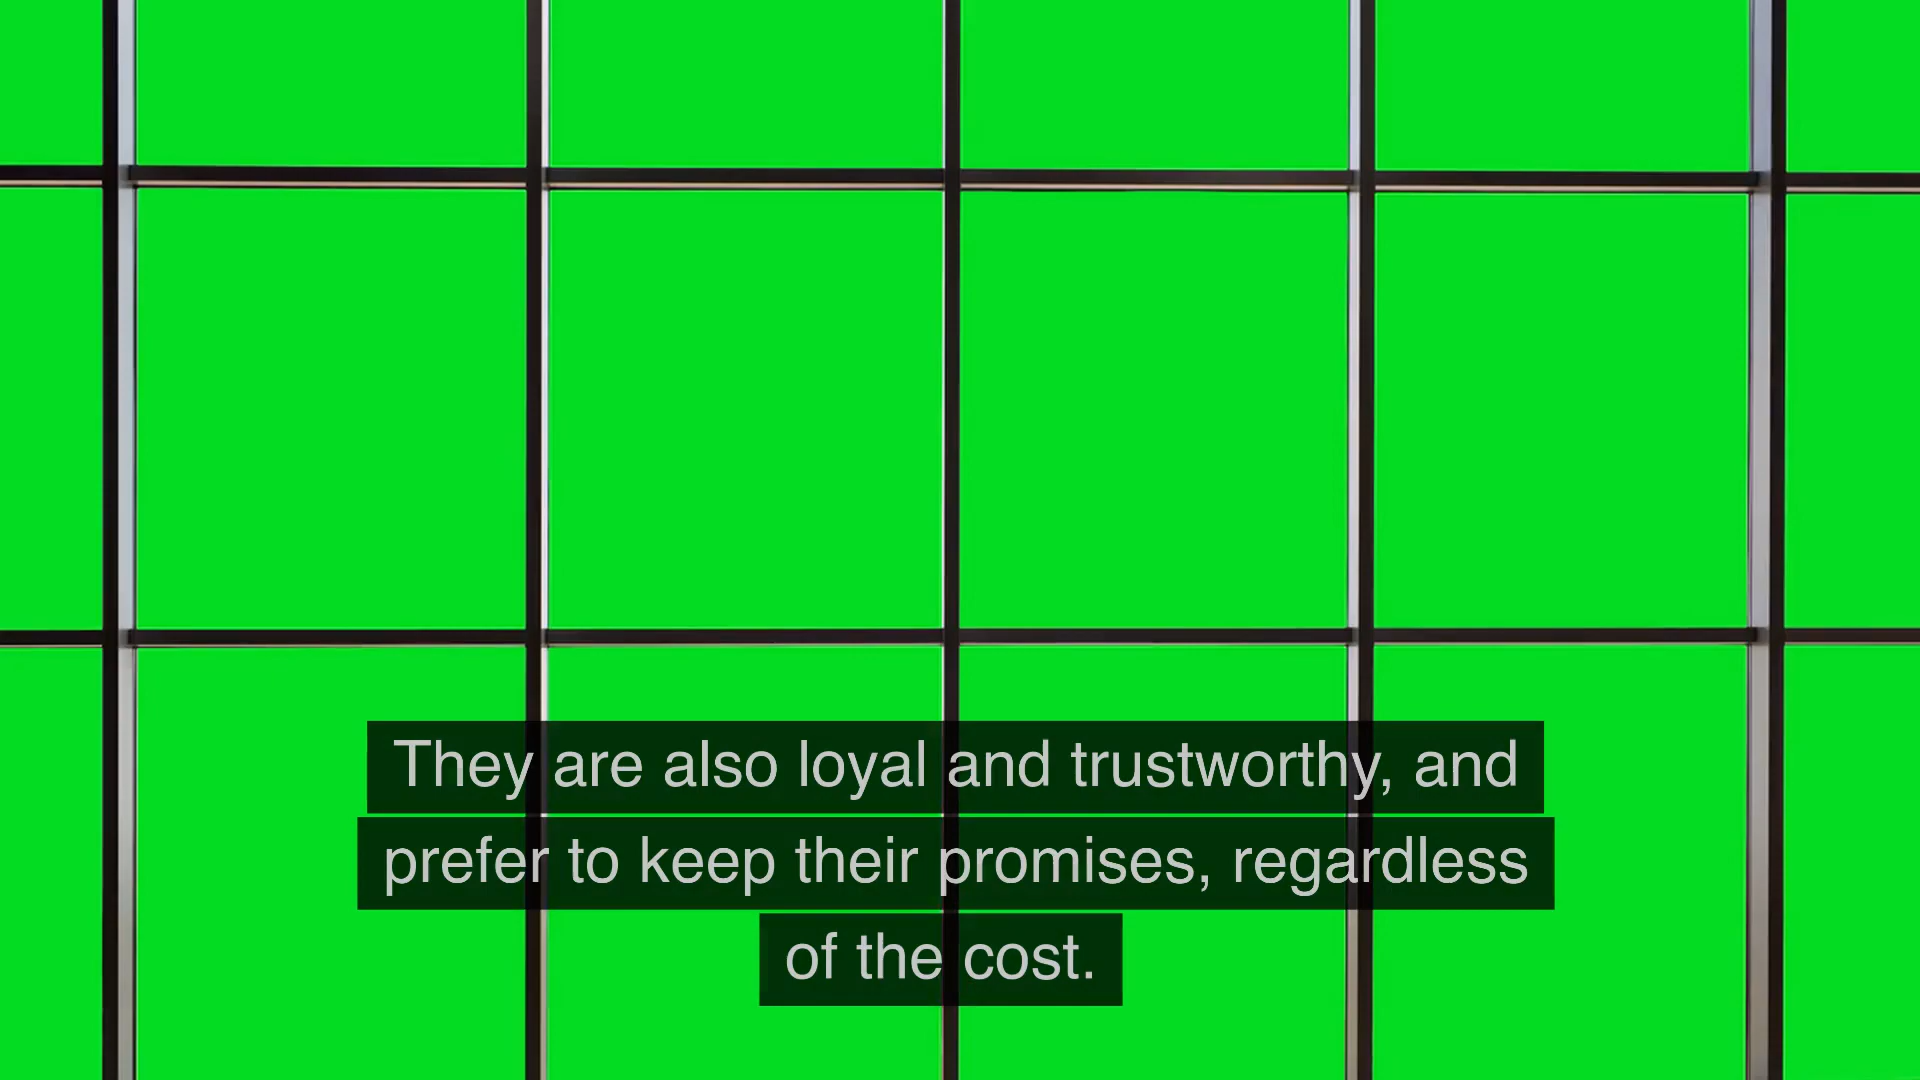 They are also loyal and trustworthy, and
prefer to keep their promises, regardless
of the cost.